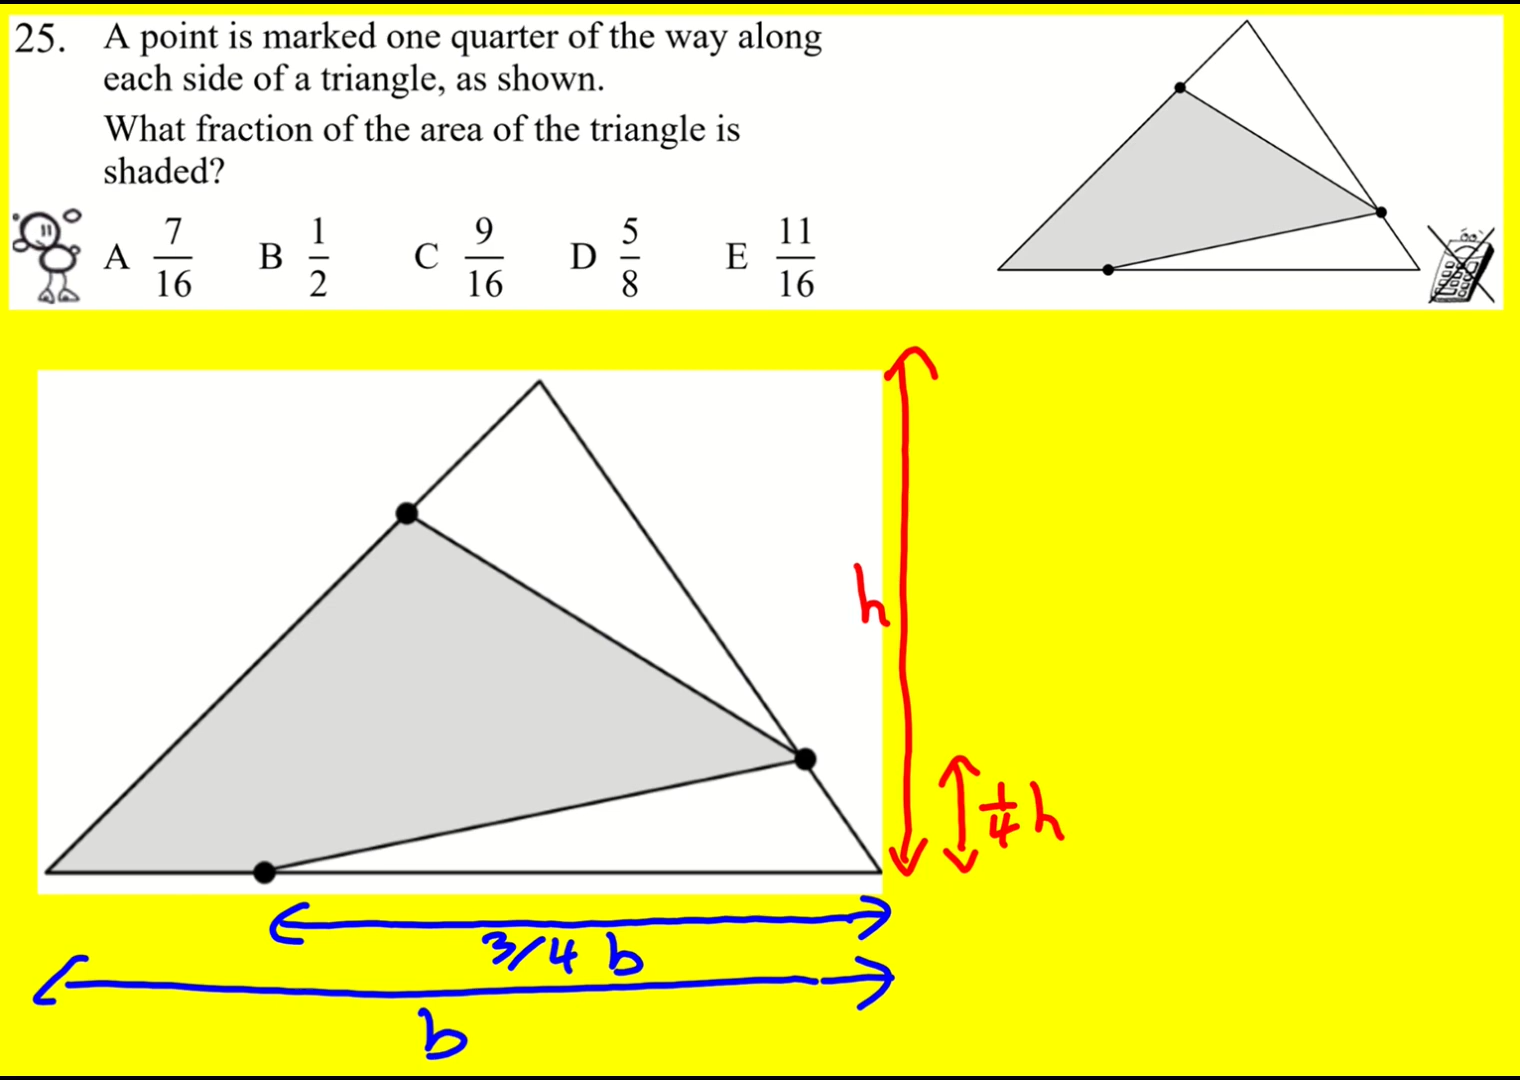 25. A point is marked one quarter of the way along
each side of a triangle, as shown.
What fraction of the area of the triangle is
shaded?
A 7/16 B 1/2 C 9/16 D 5/8 E 11/16
h
1/4 h
3/4 b
b